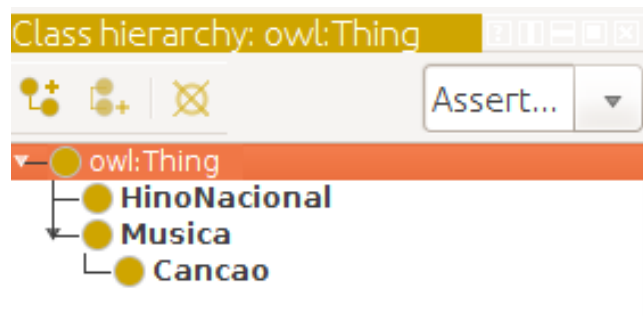 Class hierarchy: owl:Thing
Assert...
owl:Thing
HinoNacional
Musica
Cancao